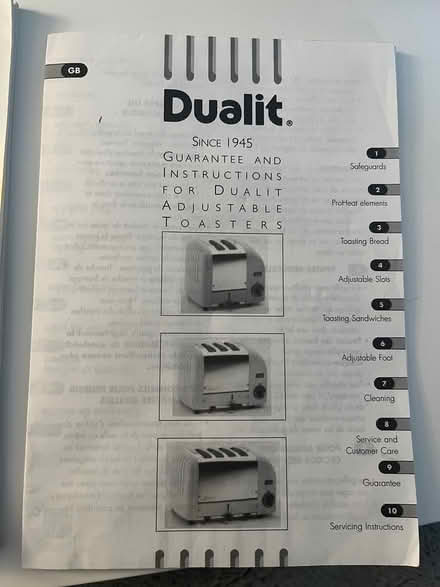 GB
Dualit®
SINCE 1945
GUARANTEE AND
INSTRUCTIONS
FOR DUALIT
ADJUSTABLE
TOASTERS
1
Safeguards
2
ProHeat elements
3
Toasting Bread
4
Adjustable Slots
5
Toasting Sandwiches
6
Adjustable Foot
7
Cleaning
8
Service and
Customer Care
9
Guarantee
10
Servicing Instructions